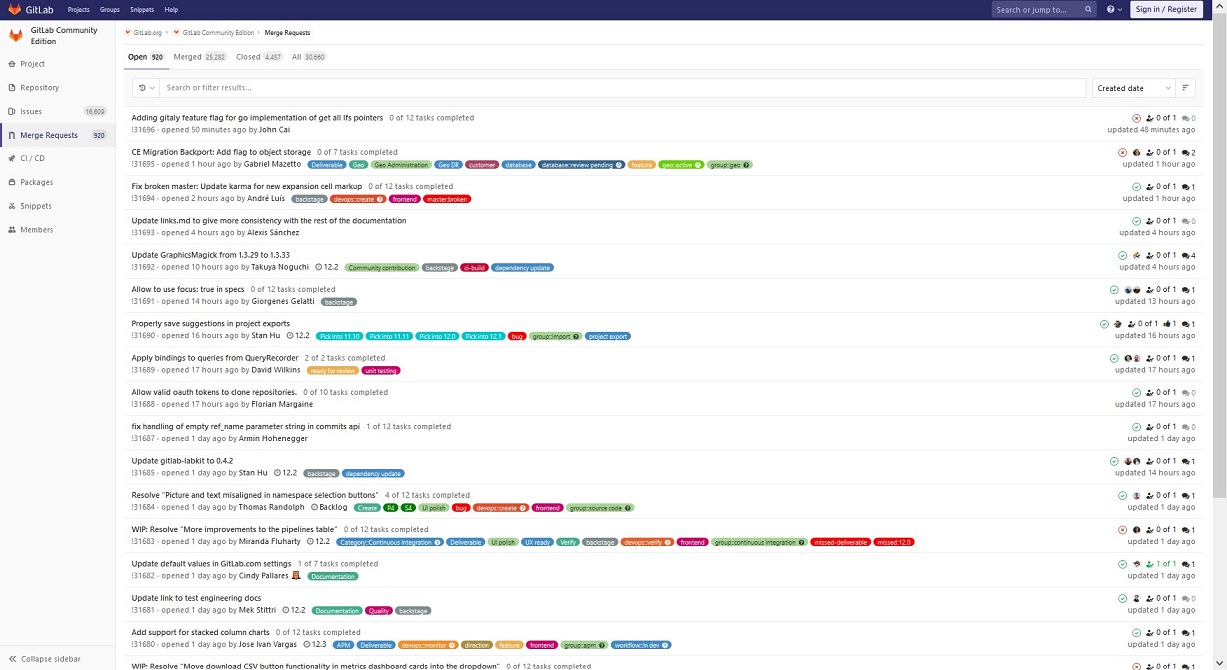 GitLab Projects Groups Snippets Help Search or jump to... Sign in / Register
GitLab Community Edition
Project
Repository
Issues 16,609
Merge Requests 920
CI / CD
Packages
Snippets
Members
Collapse sidebar
GitLab.org › GitLab Community Edition › Merge Requests
Open 920 Merged 25,282 Closed 4,457 All 30,660
Search or filter results... Created date
Adding gitaly feature flag for go implementation of get all lfs pointers 0 of 12 tasks completed 0 of 1 0
!31696 · opened 50 minutes ago by John Cai updated 48 minutes ago
CE Migration Backport: Add flag to object storage 0 of 7 tasks completed 0 of 1 2
!31695 · opened 1 hour ago by Gabriel Mazetto Deliverable Geo Geo Administration Geo DR customer database database::review pending feature geo::active group::geo updated 1 hour ago
Fix broken master: Update karma for new expansion cell markup 0 of 12 tasks completed 0 of 1 1
!31694 · opened 2 hours ago by André Luís backstage devops::create frontend master:broken updated 1 hour ago
Update links.md to give more consistency with the rest of the documentation 0 of 1 0
!31693 · opened 4 hours ago by Alexis Sánchez updated 4 hours ago
Update GraphicsMagick from 1.3.29 to 1.3.33 0 of 1 4
!31692 · opened 10 hours ago by Takuya Noguchi 12.2 Community contribution backstage ci-build dependency update updated 4 hours ago
Allow to use focus: true in specs 0 of 12 tasks completed 0 of 1 1
!31691 · opened 14 hours ago by Giorgenes Gelatti backstage updated 13 hours ago
Properly save suggestions in project exports 0 of 1 1 1
!31690 · opened 16 hours ago by Stan Hu 12.2 Pick into 11.10 Pick into 11.11 Pick into 12.0 Pick into 12.1 bug group::import project export updated 16 hours ago
Apply bindings to queries from QueryRecorder 2 of 2 tasks completed 0 of 1 1
!31689 · opened 17 hours ago by David Wilkins ready for review unit testing updated 17 hours ago
Allow valid oauth tokens to clone repositories. 0 of 10 tasks completed 0 of 1 0
!31688 · opened 17 hours ago by Florian Margaine updated 17 hours ago
fix handling of empty ref_name parameter string in commits api 1 of 12 tasks completed 0 of 1 0
!31687 · opened 1 day ago by Armin Hohenegger updated 1 day ago
Update gitlab-labkit to 0.4.2 0 of 1 1
!31685 · opened 1 day ago by Stan Hu 12.2 backstage dependency update updated 14 hours ago
Resolve "Picture and text misaligned in namespace selection buttons" 4 of 12 tasks completed 0 of 1 1
!31684 · opened 1 day ago by Thomas Randolph Backlog Create P4 S4 UI polish bug devops::create frontend group::source code updated 1 day ago
WIP: Resolve "More improvements to the pipelines table" 0 of 12 tasks completed 0 of 1 1
!31683 · opened 1 day ago by Miranda Fluharty 12.2 Category:Continuous Integration Deliverable UI polish UX ready Verify backstage devops::verify frontend group::continuous integration missed-deliverable missed:12.0 updated 1 day ago
Update default values in GitLab.com settings 1 of 7 tasks completed 1 of 1 1
!31682 · opened 1 day ago by Cindy Pallares Documentation updated 1 day ago
Update link to test engineering docs 0 of 1 0
!31681 · opened 1 day ago by Mek Stittri 12.2 Documentation Quality backstage updated 1 day ago
Add support for stacked column charts 0 of 12 tasks completed 0 of 1 1
!31680 · opened 1 day ago by Jose Ivan Vargas 12.3 APM Deliverable devops::monitor direction feature frontend group::apm workflow::In dev updated 1 day ago
WIP: Resolve "Move download CSV button functionality in metrics dashboard cards into the dropdown" 0 of 12 tasks completed 0 of 1 1